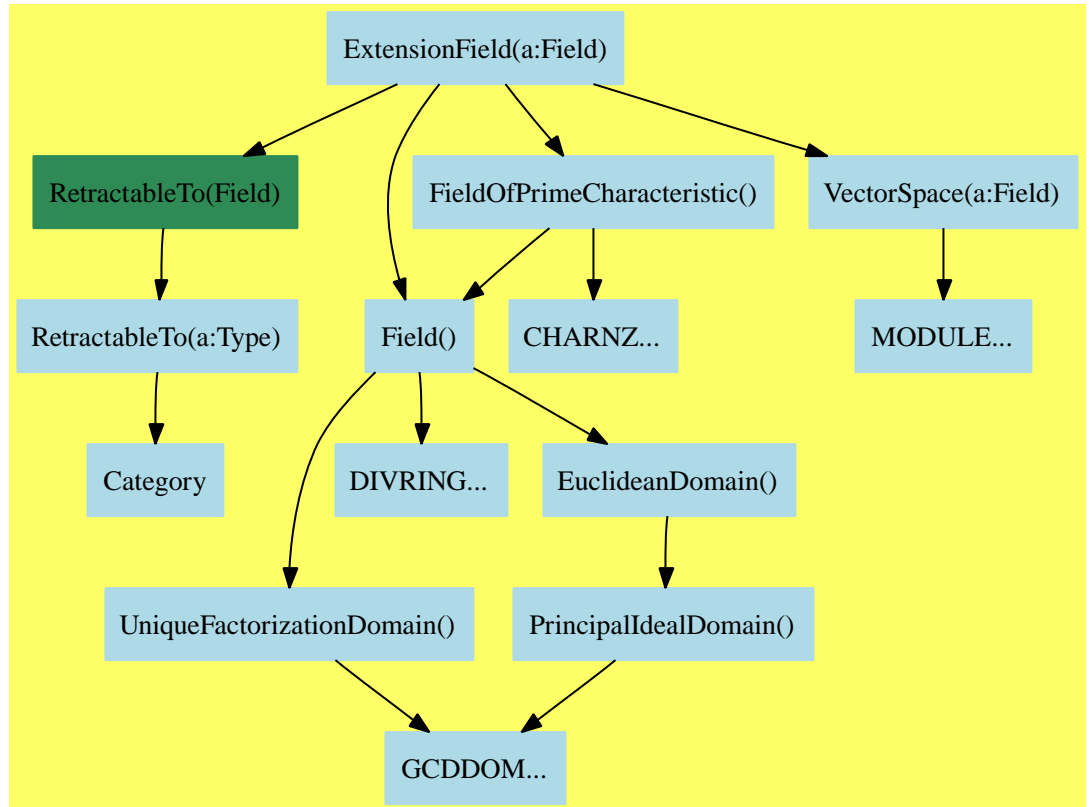 ExtensionField(a:Field)
RetractableTo(Field)
FieldOfPrimeCharacteristic()
VectorSpace(a:Field)
RetractableTo(a:Type)
Field()
CHARNZ...
MODULE...
Category
DIVRING...
EuclideanDomain()
UniqueFactorizationDomain()
PrincipalIdealDomain()
GCDDOM...